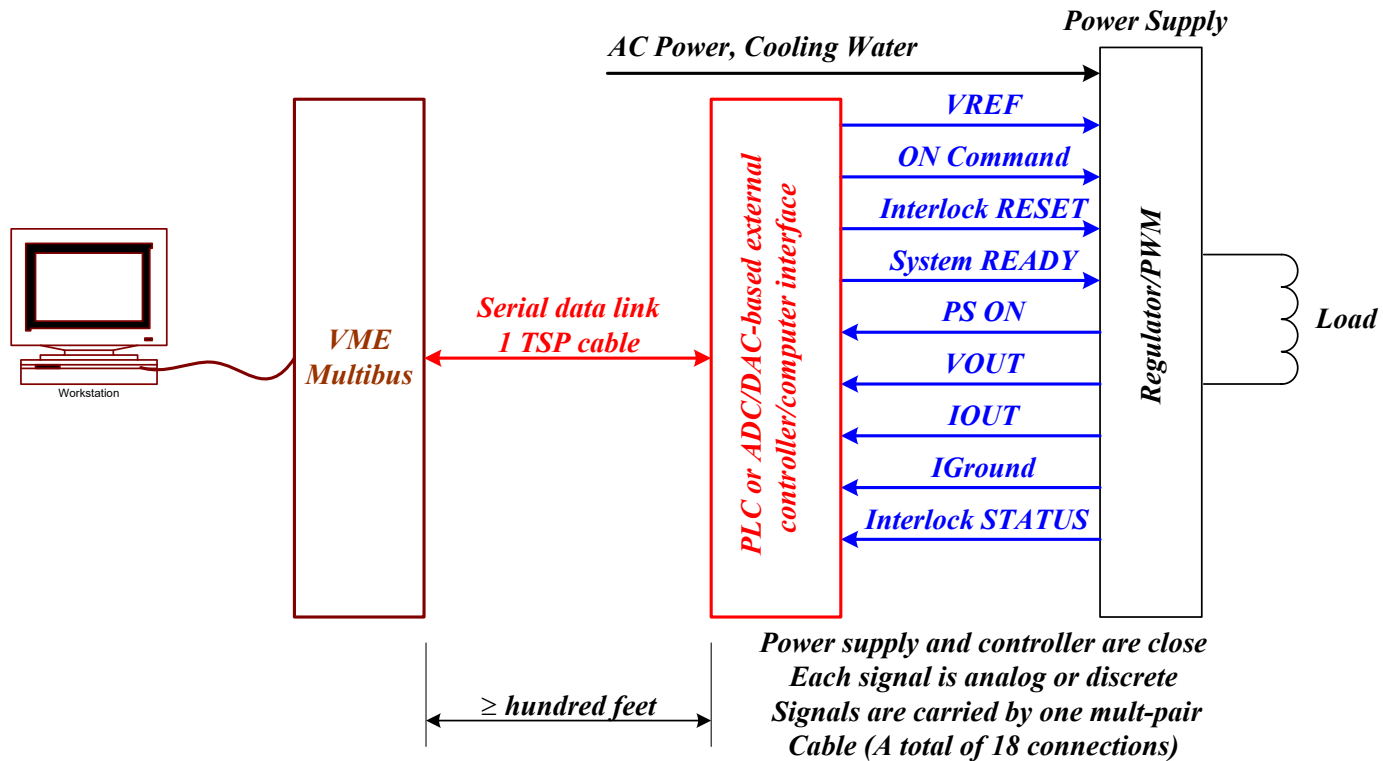 Power Supply
AC Power, Cooling Water
VREF
ON Command
Interlock RESET
System READY
PS ON
VOUT
IOUT
IGround
Interlock STATUS
Workstation
VME
Multibus
Serial data link
1 TSP cable
PLC or ADC/DAC-based external
controller/computer interface
Regulator/PWM
Load
≥ hundred feet
Power supply and controller are close
Each signal is analog or discrete
Signals are carried by one mult-pair
Cable (A total of 18 connections)